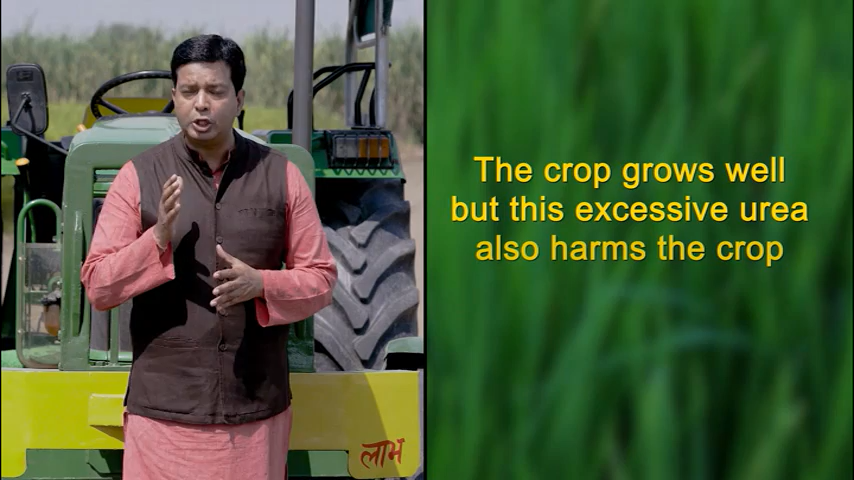 The crop grows well
but this excessive urea
also harms the crop
लाभ